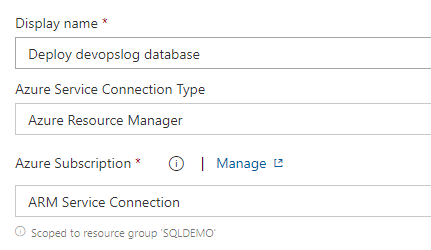 Display name *
Deploy devopslog database
Azure Service Connection Type
Azure Resource Manager
Azure Subscription * | Manage
ARM Service Connection
Scoped to resource group 'SQLDEMO'